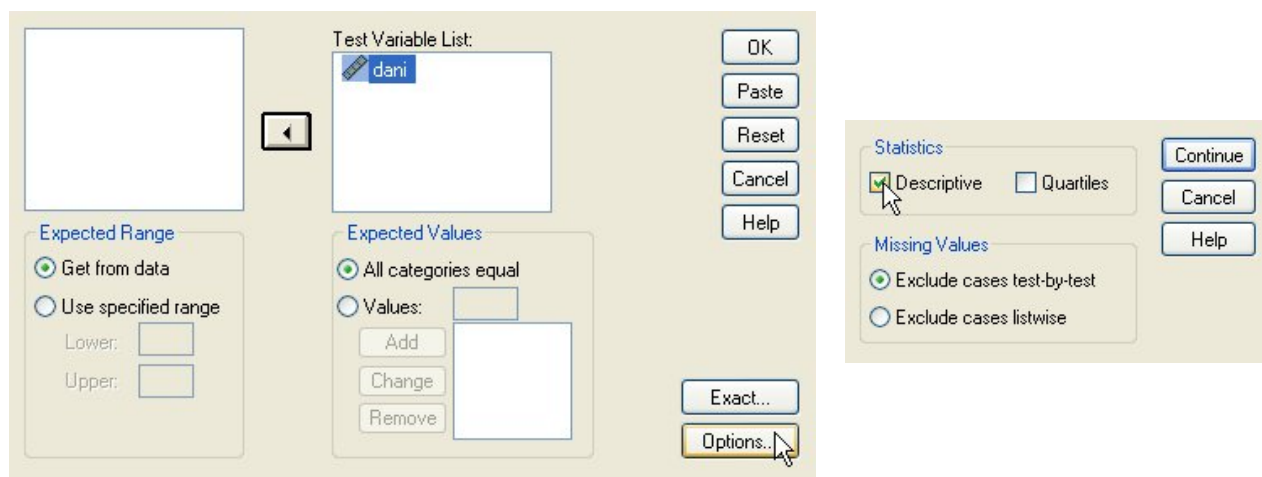 Test Variable List:
dani
OK
Paste
Reset
Cancel
Help
Expected Range
Get from data
Use specified range
Lower:
Upper:
Expected Values
All categories equal
Values:
Add
Change
Remove
Exact...
Options...
Statistics
Descriptive Quartiles
Missing Values
Exclude cases test-by-test
Exclude cases listwise
Continue
Cancel
Help